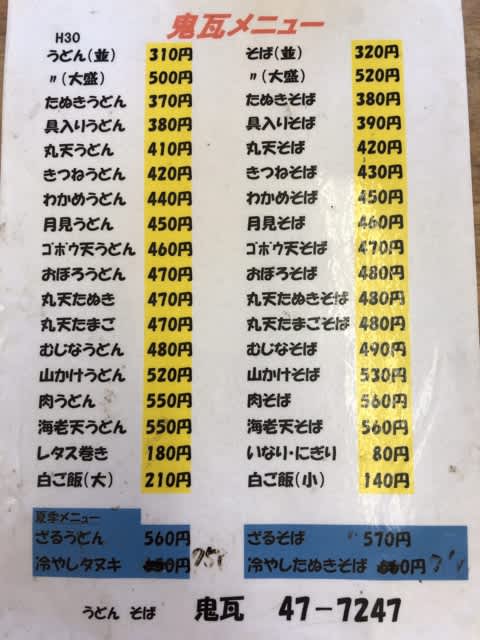 鬼瓦メニュー
H30
うどん(並) 310円 そば(並) 320円
〃(大盛) 500円 〃(大盛) 520円
たぬきうどん 370円 たぬきそば 380円
具入りうどん 380円 具入りそば 390円
丸天うどん 410円 丸天そば 420円
きつねうどん 420円 きつねそば 430円
わかめうどん 440円 わかめそば 450円
月見うどん 450円 月見そば 460円
ゴボウ天うどん 460円 ゴボウ天そば 470円
おぼろうどん 470円 おぼろそば 480円
丸天たぬき 470円 丸天たぬきそば 480円
丸天たまご 470円 丸天たまごそば 480円
むじなうどん 480円 むじなそば 490円
山かけうどん 520円 山かけそば 530円
肉うどん 550円 肉そば 560円
海老天うどん 550円 海老天そば 560円
レタス巻き 180円 いなり・にぎり 80円
白ご飯(大) 210円 白ご飯(小) 140円
夏季メニュー
ざるうどん 560円 ざるそば 570円
冷やしタヌキ 冷やしたぬきそば
うどん そば 鬼瓦 47-7247